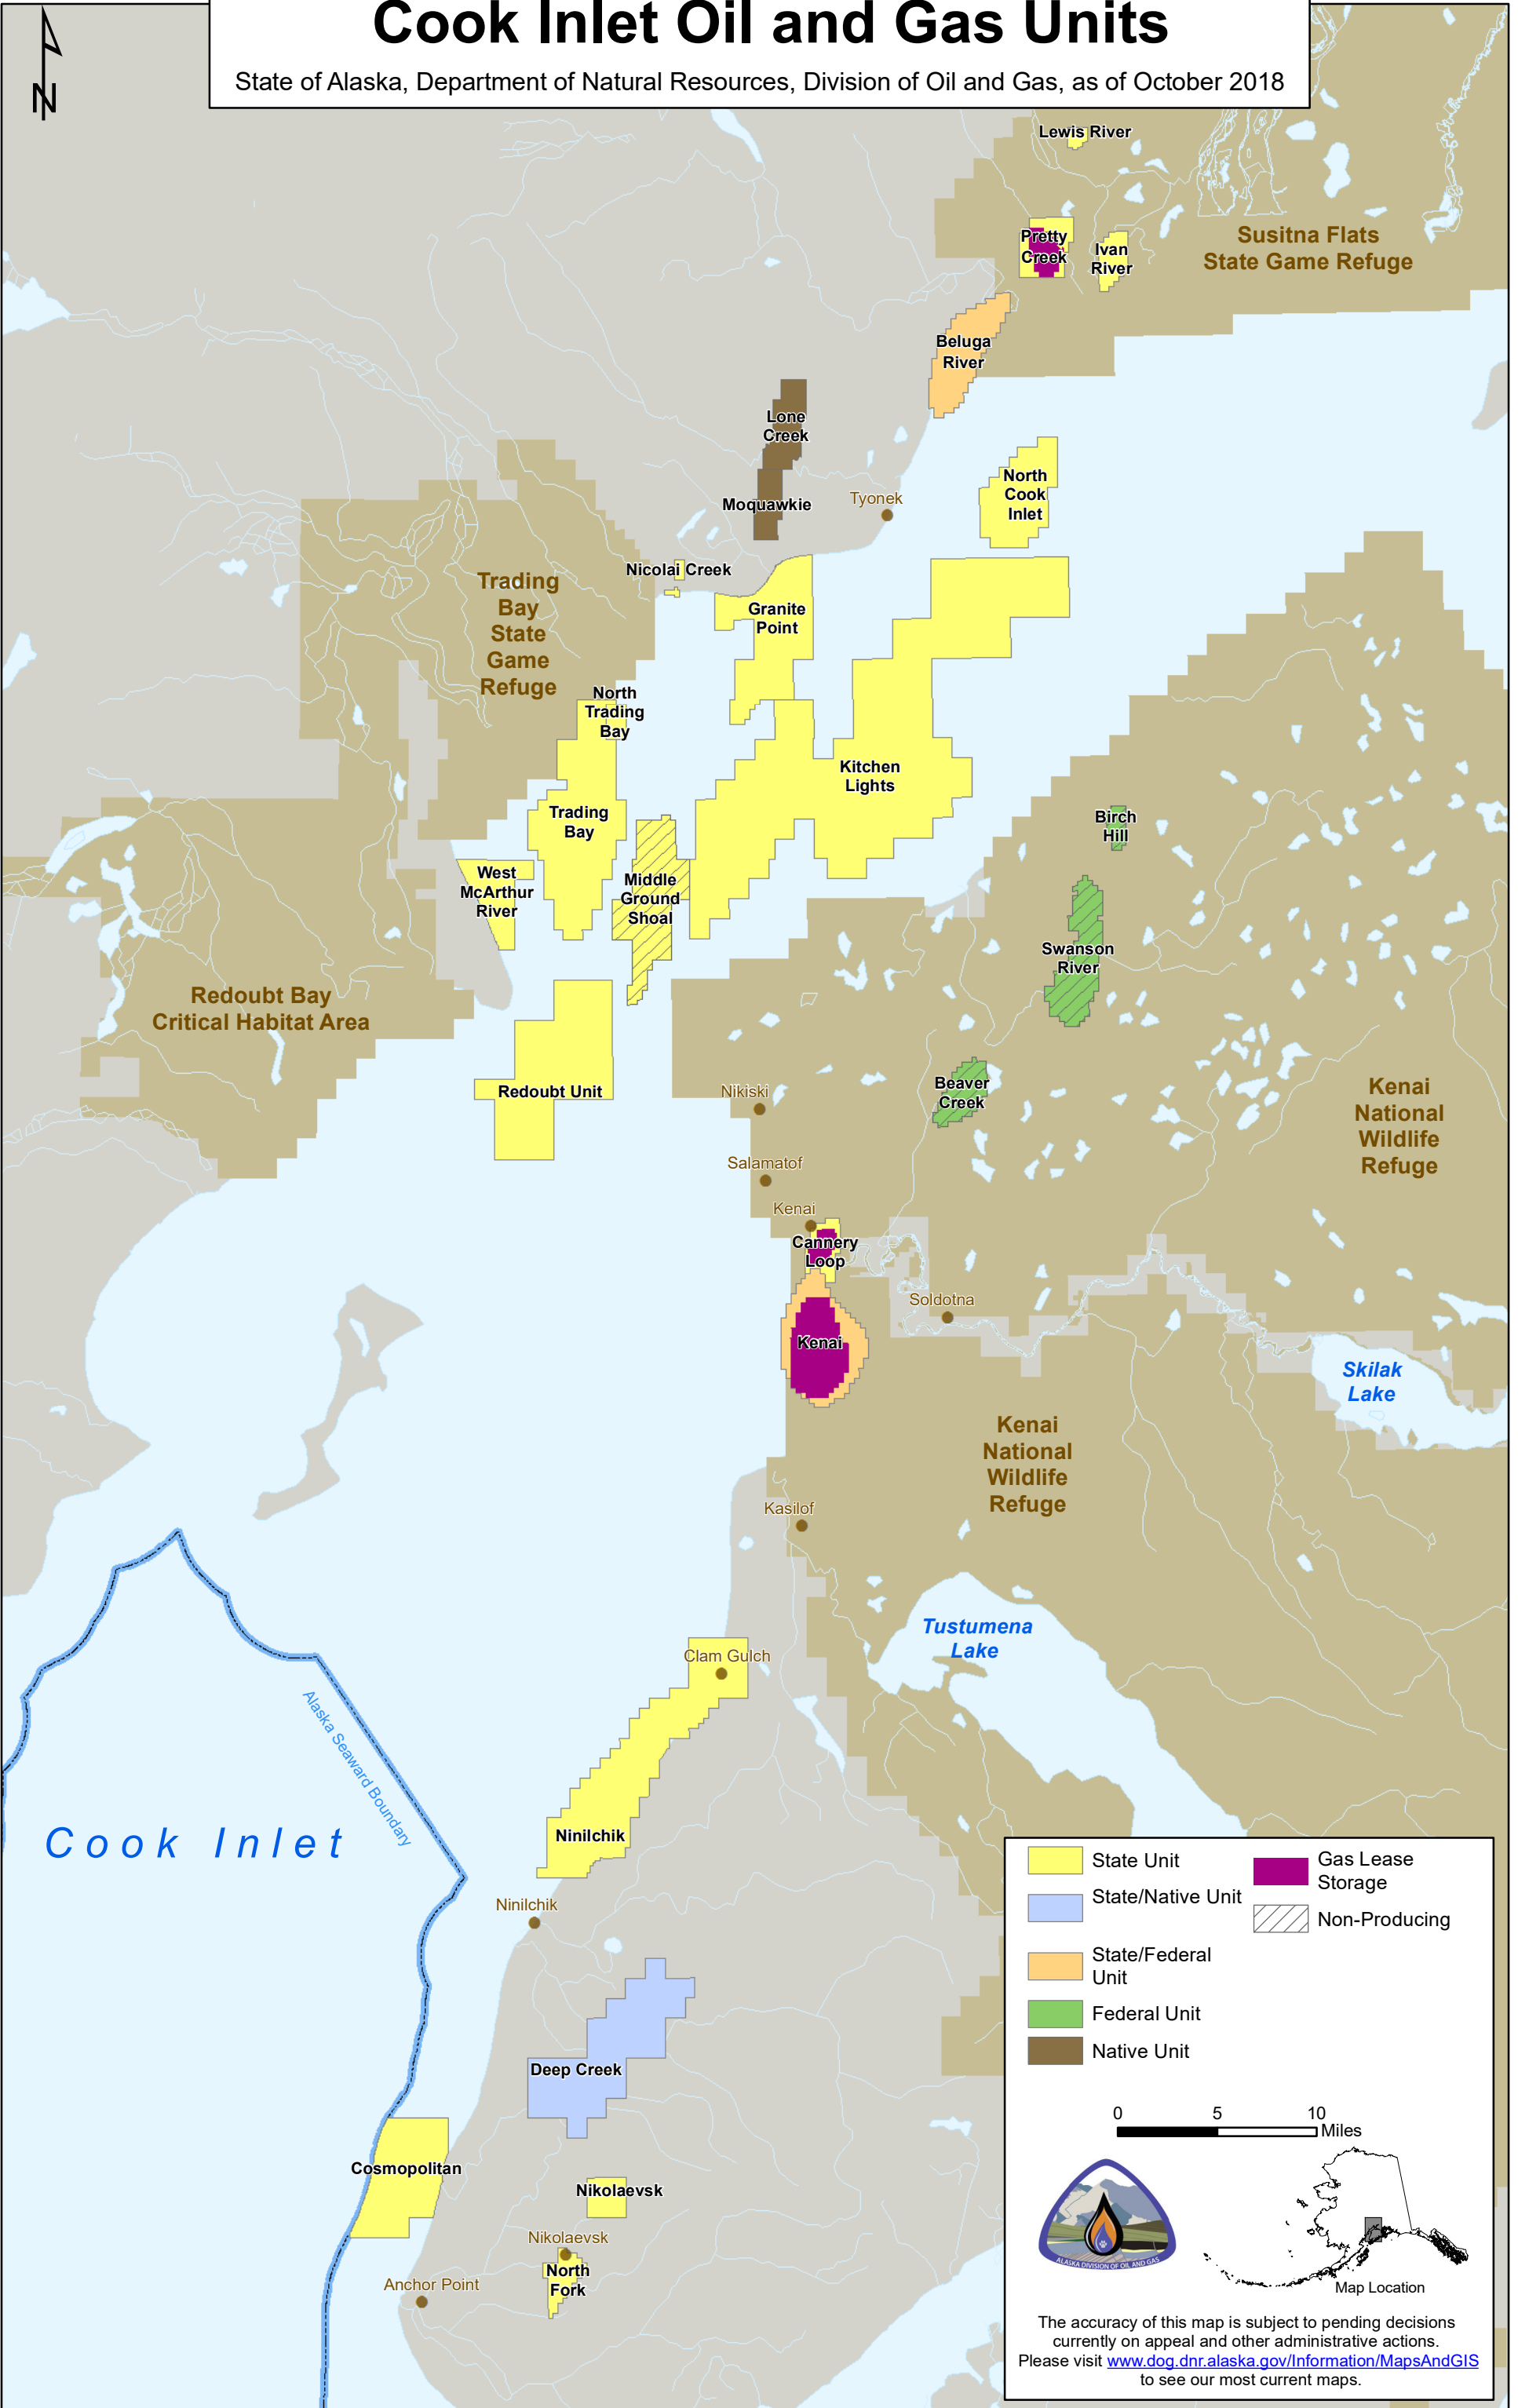 Cook Inlet Oil and Gas Units
State of Alaska, Department of Natural Resources, Division of Oil and Gas, as of October 2018
N
Lewis River
Pretty
Creek
Ivan
River
Susitna Flats
State Game Refuge
Beluga
River
Lone
Creek
Moquawkie
Tyonek
North
Cook
Inlet
Nicolai Creek
Trading
Bay
State
Game
Refuge
Granite
Point
North
Trading
Bay
Kitchen
Lights
Trading
Bay
Birch
Hill
West
McArthur
River
Middle
Ground
Shoal
Swanson
River
Redoubt Bay
Critical Habitat Area
Redoubt Unit
Nikiski
Beaver
Creek
Kenai
National
Wildlife
Refuge
Salamatof
Kenai
Cannery
Loop
Soldotna
Kenai
Skilak
Lake
Kenai
National
Wildlife
Refuge
Kasilof
Tustumena
Lake
Clam Gulch
Alaska Seaward Boundary
Cook Inlet
Ninilchik
Ninilchik
Deep Creek
Cosmopolitan
Nikolaevsk
Nikolaevsk
North
Fork
Anchor Point
State Unit
State/Native Unit
State/Federal
Unit
Federal Unit
Native Unit
Gas Lease
Storage
Non-Producing
0 5 10
Miles
ALASKA DIVISION OF OIL AND GAS
Map Location
The accuracy of this map is subject to pending decisions
currently on appeal and other administrative actions.
Please visit www.dog.dnr.alaska.gov/Information/MapsAndGIS
to see our most current maps.